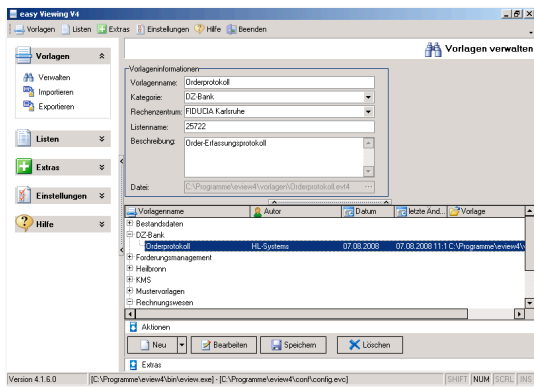 easy Viewing V4
Vorlagen Listen Extras Einstellungen Hilfe Beenden
Vorlagen verwalten
Vorlagen
Verwalten
Importieren
Exportieren
Listen
Extras
Einstellungen
Hilfe
Vorlageninformationen
Vorlagenname: Orderprotokoll
Kategorie: DZ-Bank
Rechenzentrum: FIDUCIA Karlsruhe
Listenname: 25722
Beschreibung: Order-Erfassungsprotokoll
Datei: C:\Programme\eview4\vorlagen\Orderprotokoll.evt4 ...
Vorlagenname Autor Datum letzte Änd... Vorlage
Bestandsdaten
DZ-Bank
Orderprotokoll HL-Systems 07.08.2008 07.08.2008 11:1 C:\Programme\eview4\v
Forderungsmanagement
Heilbronn
KMS
Mustervorlagen
Rechnungswesen
Aktionen
Neu Bearbeiten Speichern Löschen
Extras
Version 4.1.6.0 [C:\Programme\eview4\bin\eview.exe] - [C:\Programme\eview4\conf\config.evc] SHIFT NUM SCRL INS